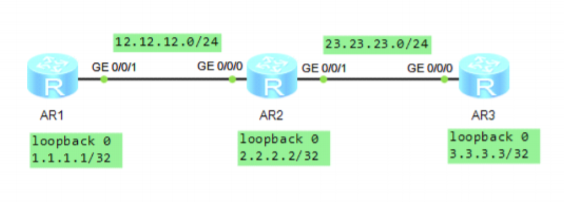 12.12.12.0/24
23.23.23.0/24
GE 0/0/1
GE 0/0/0
GE 0/0/1
GE 0/0/0
R
R
R
AR1
AR2
AR3
loopback 0
1.1.1.1/32
loopback 0
2.2.2.2/32
loopback 0
3.3.3.3/32